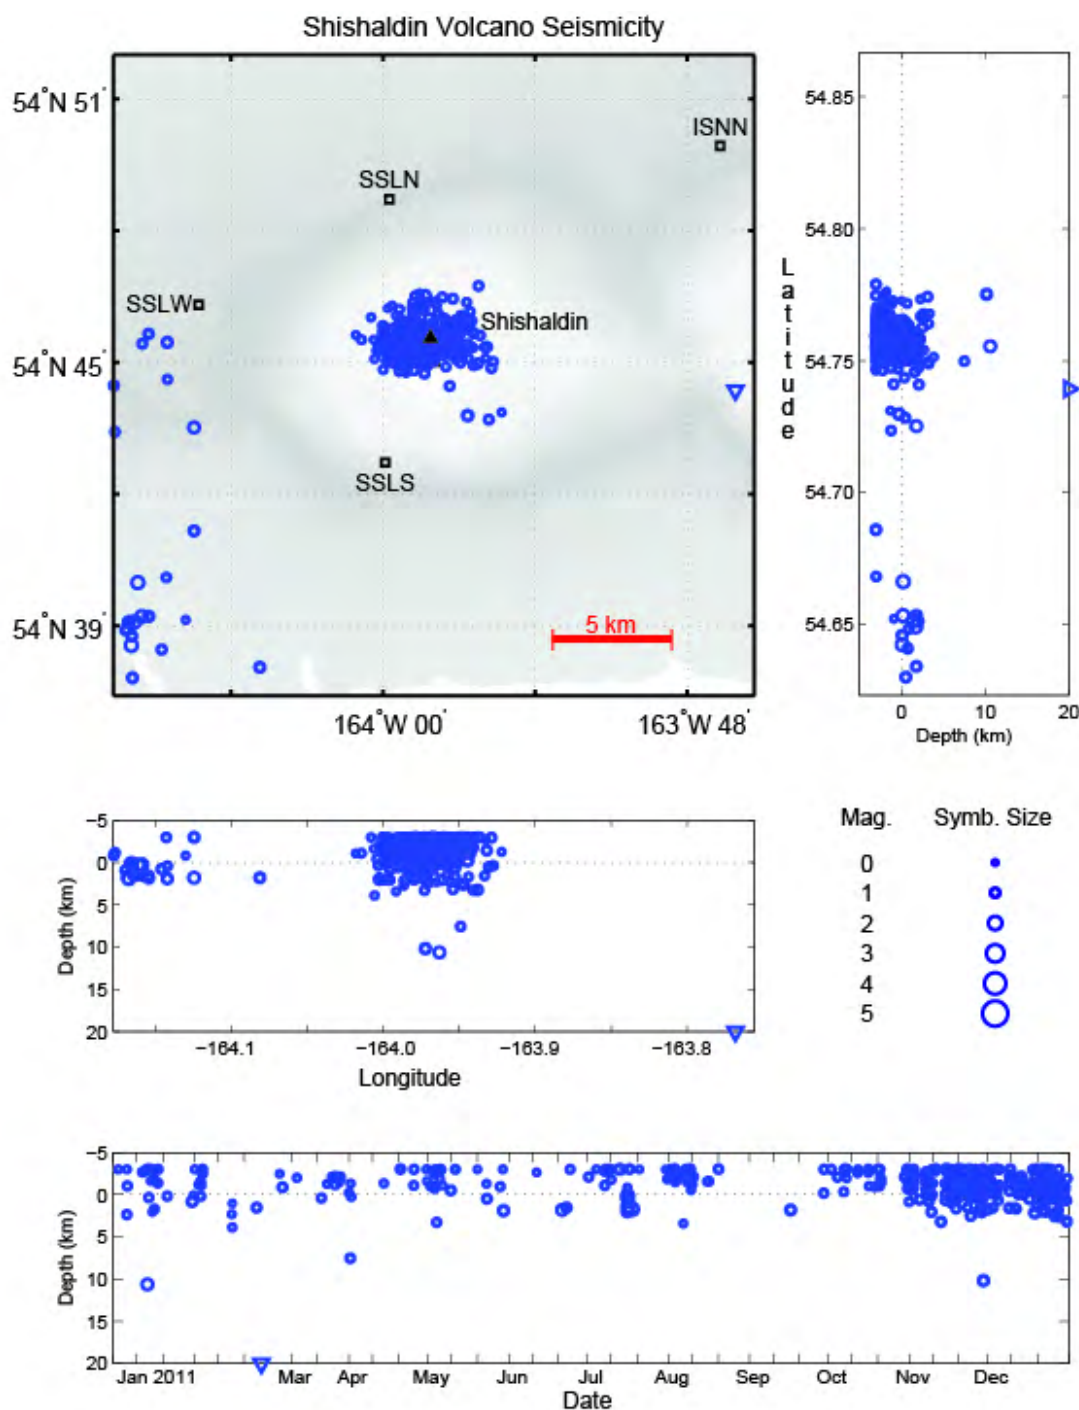 Shishaldin Volcano Seismicity
54°N 51'
ISNN
SSLN
SSLW
Shishaldin
54°N 45'
SSLS
54°N 39'
5 km
164°W 00'
163°W 48'
54.85
54.80
54.75
54.70
54.65
Latitude
0 10 20
Depth (km)
−5
0
5
10
15
20
Depth (km)
−164.1 −164.0 −163.9 −163.8
Longitude
Mag. Symb. Size
0
1
2
3
4
5
−5
0
5
10
15
20
Depth (km)
Jan 2011 Mar Apr May Jun Jul Aug Sep Oct Nov Dec
Date